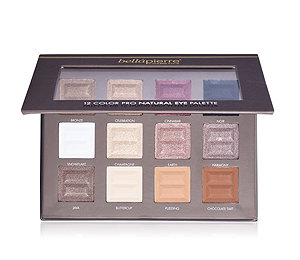 bellápierre
12 COLOR PRO NATURAL EYE PALETTE
BRONZE CELEBRATION CINNABAR NOIR
SNOWFLAKE CHAMPAGNE EARTH HARMONY
JAVA BUTTERCUP PUDDING CHOCOLATE TART